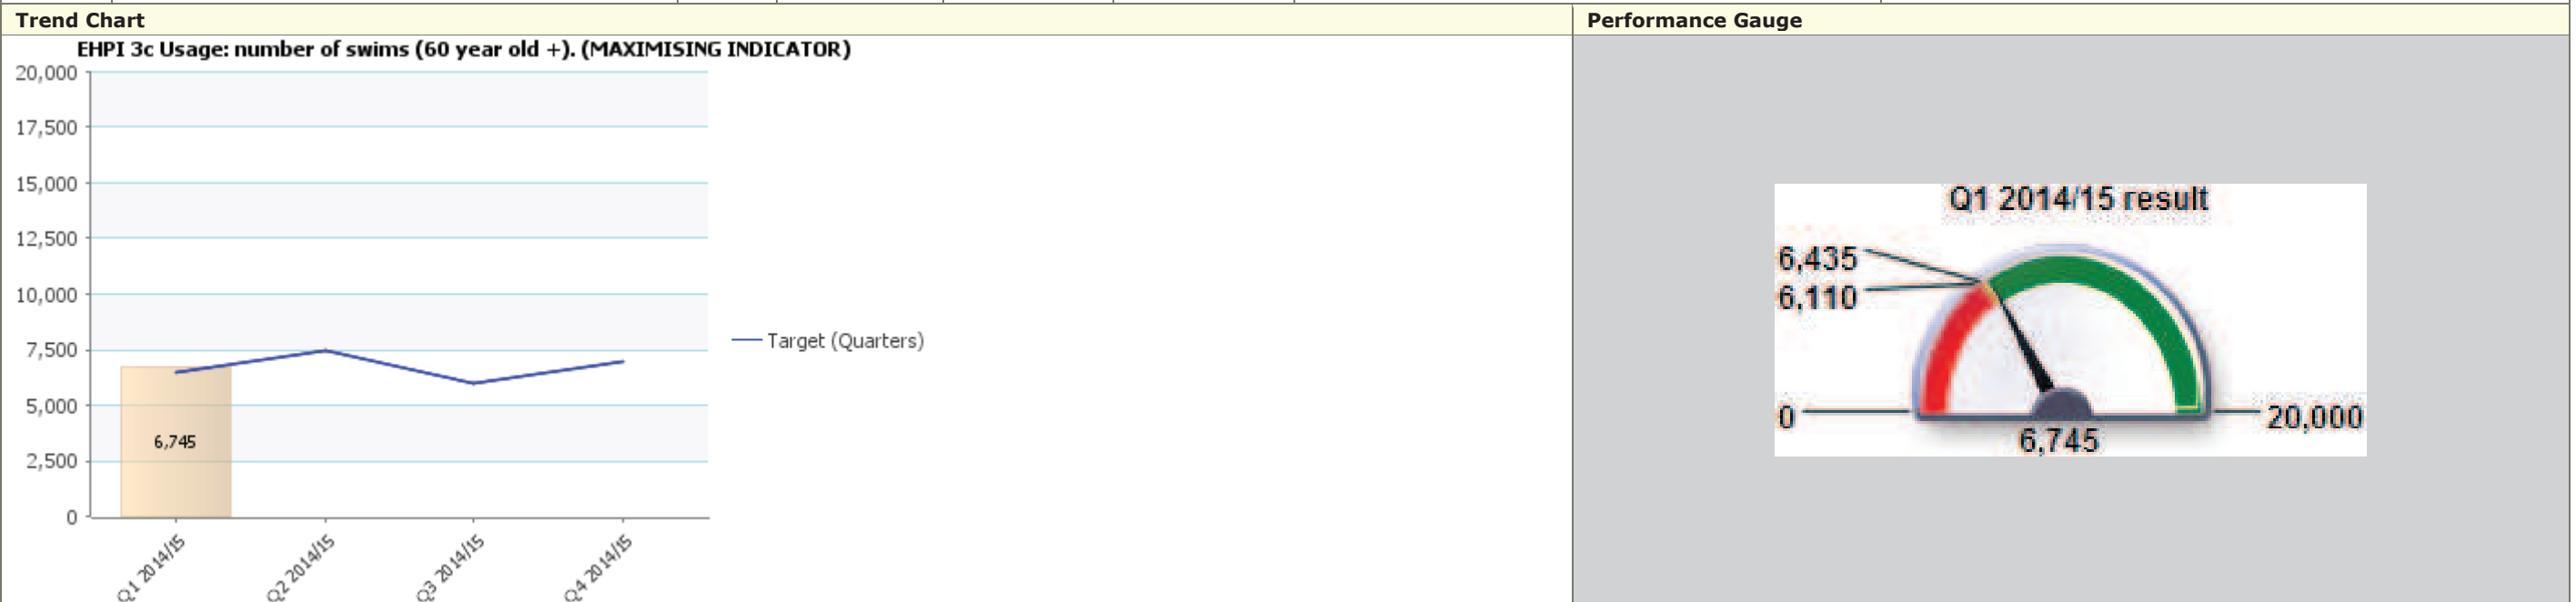 Trend Chart
EHPI 3c Usage: number of swims (60 year old +). (MAXIMISING INDICATOR)
20,000
17,500
15,000
12,500
10,000
7,500
5,000
2,500
0
6,745
Q1 2014/15
Q2 2014/15
Q3 2014/15
Q4 2014/15
Target (Quarters)
Performance Gauge
Q1 2014/15 result
6,435
6,110
0
20,000
6,745